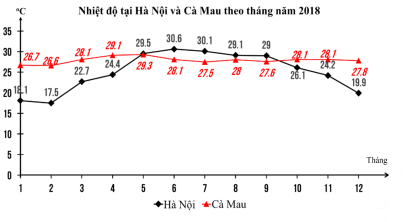 Nhiệt độ tại Hà Nội và Cà Mau theo tháng năm 2018
°C
35
30
25
20
15
10
5
0
18.1 17.5 22.7 24.4 29.5 30.6 30.1 29.1 29 26.1 24.2 19.9
26.7 26.6 28.1 29.1 29.3 28.1 27.5 28 27.6 28.1 28.1 27.8
Tháng
1 2 3 4 5 6 7 8 9 10 11 12
Hà Nội Cà Mau